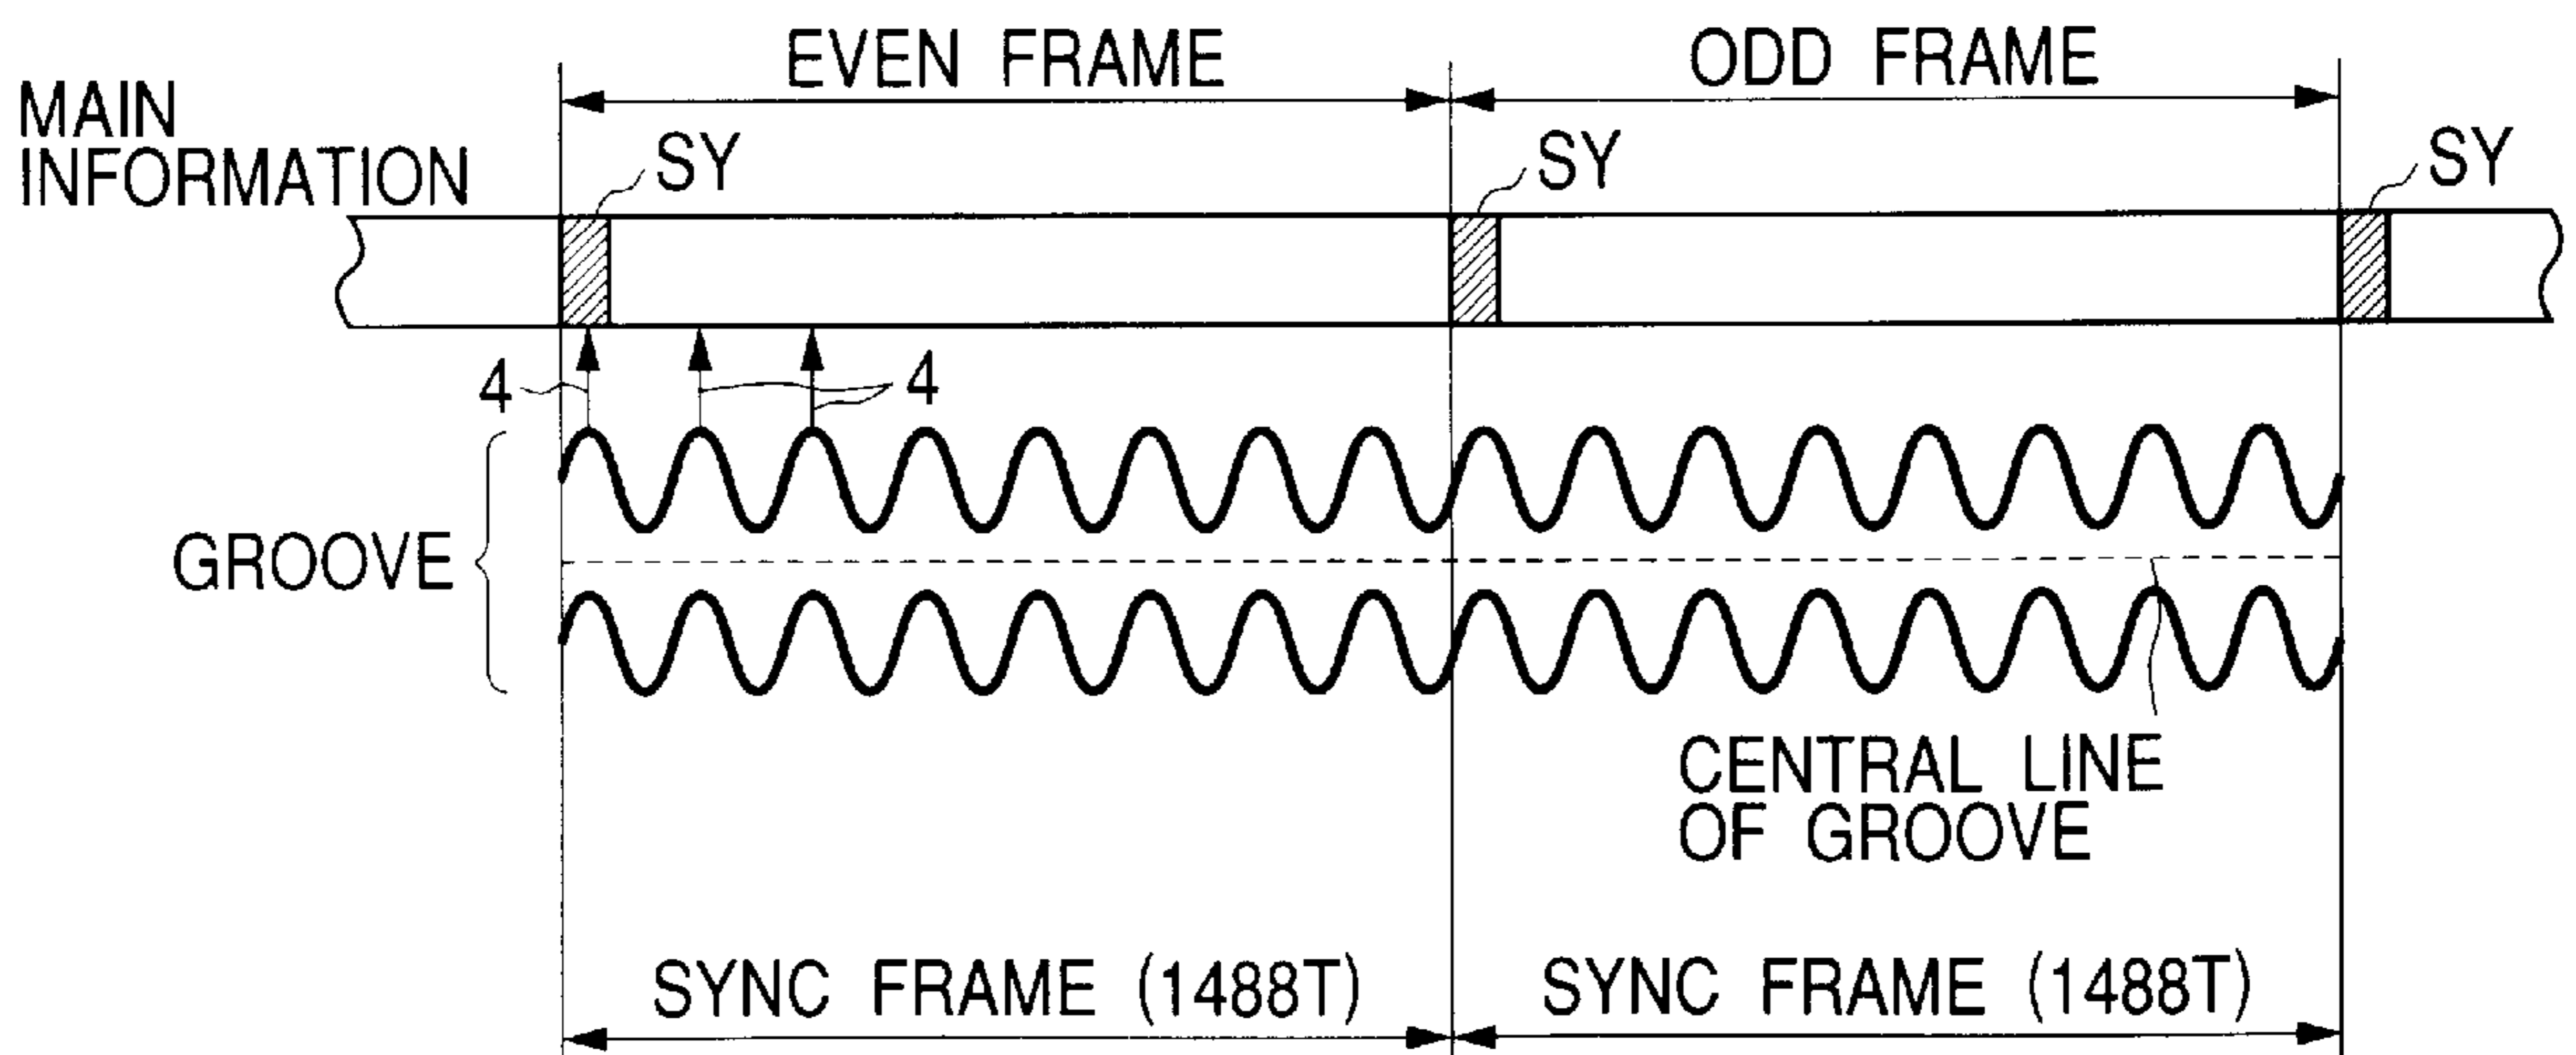 EVEN FRAME
ODD FRAME
MAIN
INFORMATION
SY
SY
SY
4
4
GROOVE
CENTRAL LINE
OF GROOVE
SYNC FRAME (1488T)
SYNC FRAME (1488T)